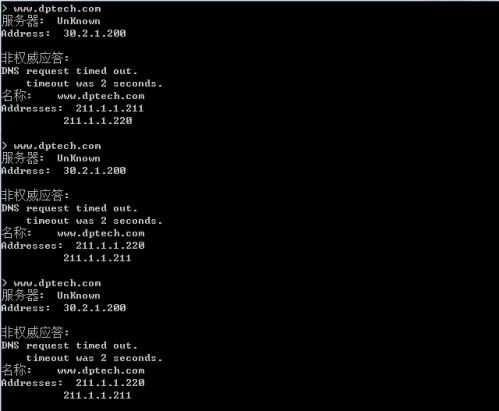 > www.dptech.com
服务器:  UnKnown
Address:  30.2.1.200
非权威应答:
DNS request timed out.
    timeout was 2 seconds.
名称:    www.dptech.com
Addresses:  211.1.1.211
          211.1.1.220
> www.dptech.com
服务器:  UnKnown
Address:  30.2.1.200
非权威应答:
DNS request timed out.
    timeout was 2 seconds.
名称:    www.dptech.com
Addresses:  211.1.1.220
          211.1.1.211
> www.dptech.com
服务器:  UnKnown
Address:  30.2.1.200
非权威应答:
DNS request timed out.
    timeout was 2 seconds.
名称:    www.dptech.com
Addresses:  211.1.1.220
          211.1.1.211